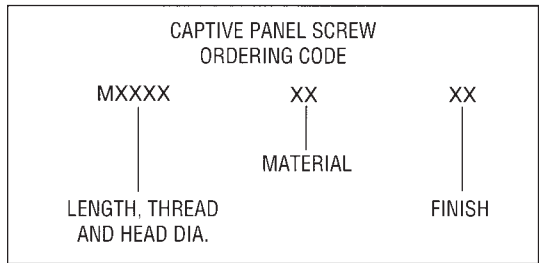 CAPTIVE PANEL SCREW
ORDERING CODE
MXXXX XX XX
MATERIAL
LENGTH, THREAD
AND HEAD DIA.
FINISH